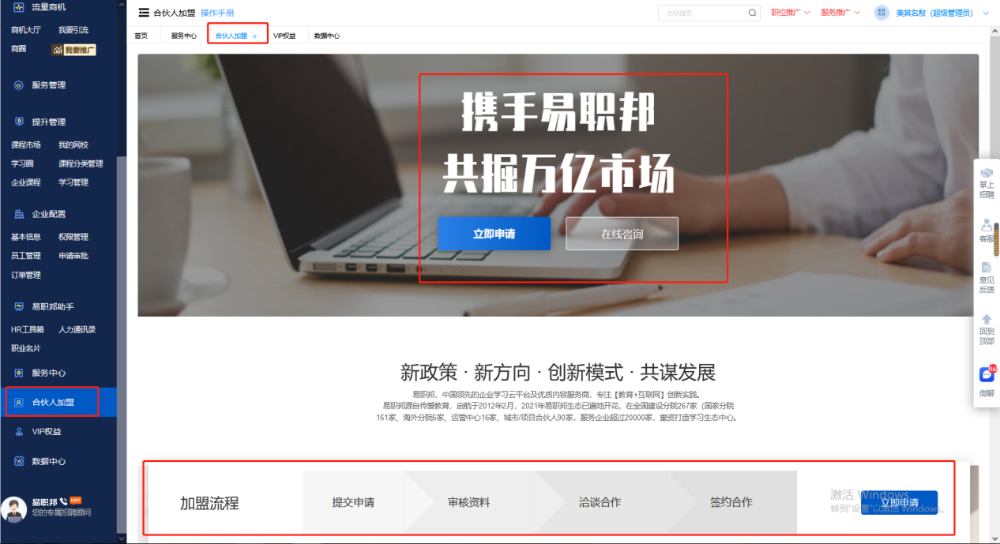 流量商机
商机大厅 我要引流
商圈 我要推广
服务管理
提升管理
课程市场 我的网校
学习圈 课程分类管理
企业课程 学习管理
企业配置
基本信息 权限管理
员工管理 申请审批
订单管理
易职邦助手
HR工具箱 人力通讯录
职业名片
服务中心
合伙人加盟
VIP权益
数据中心
易职邦 HOT
您的专属招聘顾问
合伙人加盟 操作手册
全站搜索
职位推广 服务推广 美其名敖（超级管理员）
首页 服务中心 合伙人加盟 × VIP权益 数据中心
携手易职邦
共掘万亿市场
立即申请 在线咨询
新政策 · 新方向 · 创新模式 · 共谋发展
易职邦，中国领先的企业学习云平台及优质内容服务商，专注【教育+互联网】创新实践。
易职邦源自传爱教育，启航于2012年2月，2021年易职邦生态已遍地开花，在全国建设分院267家（国家分院
161家、海外分院6家、运营中心16家、城市/项目合伙人90家，服务企业超过20000家，重资打造学习生态中心。
加盟流程 提交申请 审核资料 洽谈合作 签约合作 立即申请
激活 Windows
转到"设置"以激活 Windows。
掌上
招聘
客服
意见
反馈
回到
顶部
微聊